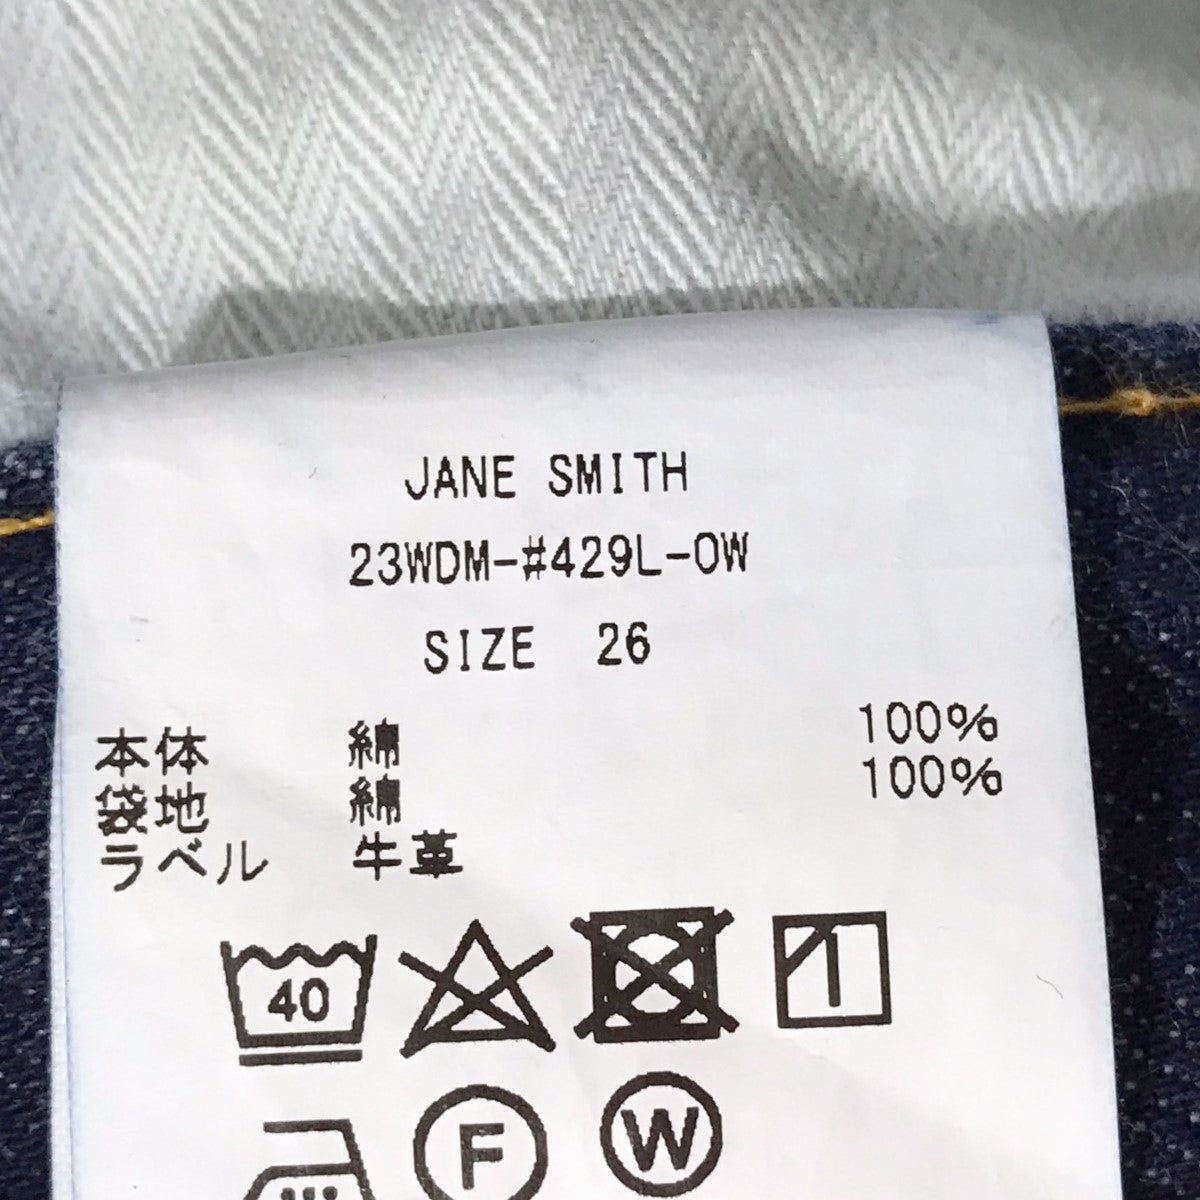 JANE SMITH
23WDM-#429L-OW
SIZE 26
本体 綿 100%
袋地 綿 100%
ラベル 牛革
40
F W